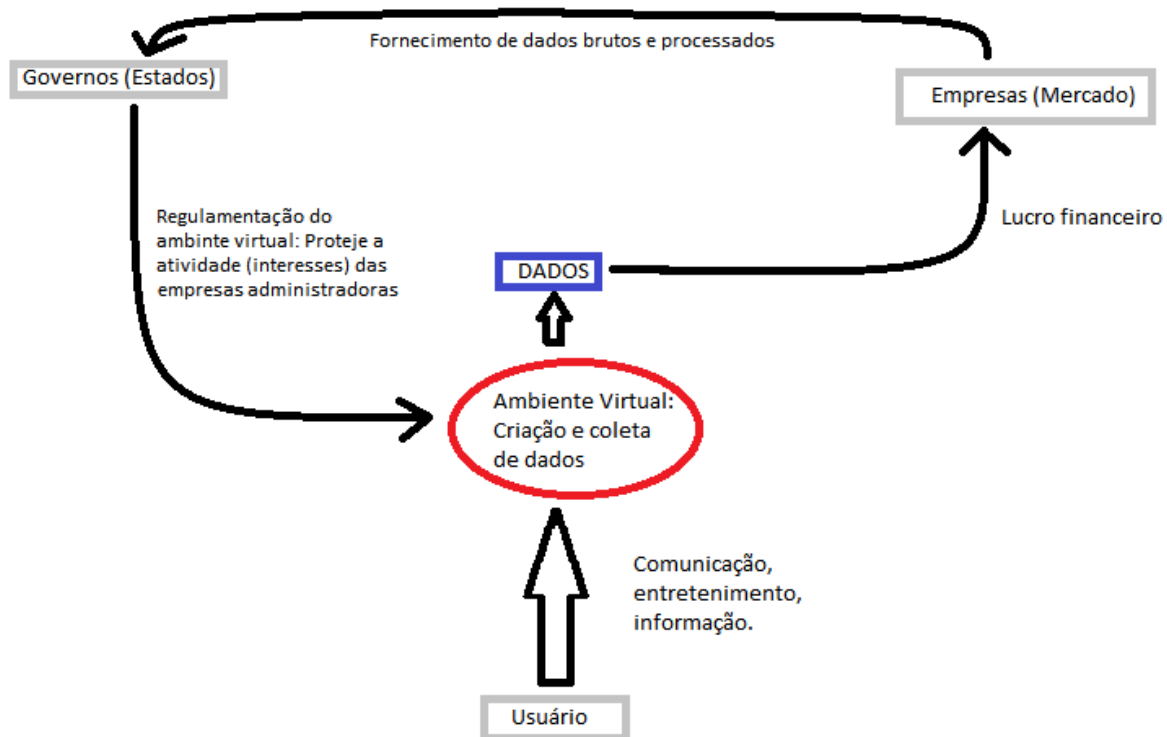 Fornecimento de dados brutos e processados
Governos (Estados)
Empresas (Mercado)
Regulamentação do
ambinte virtual: Proteje a
atividade (interesses) das
empresas administradoras
Lucro financeiro
DADOS
Ambiente Virtual:
Criação e coleta
de dados
Comunicação,
entretenimento,
informação.
Usuário